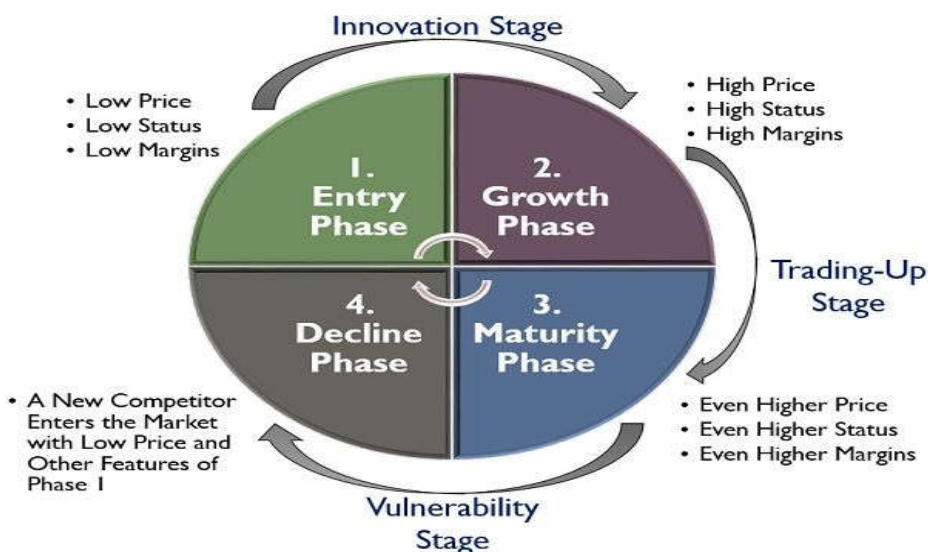 Innovation Stage
• Low Price
• Low Status
• Low Margins
• High Price
• High Status
• High Margins
1.
Entry
Phase
2.
Growth
Phase
Trading-Up
Stage
4.
Decline
Phase
3.
Maturity
Phase
• A New Competitor
Enters the Market
with Low Price and
Other Features of
Phase I
• Even Higher Price
• Even Higher Status
• Even Higher Margins
Vulnerability
Stage